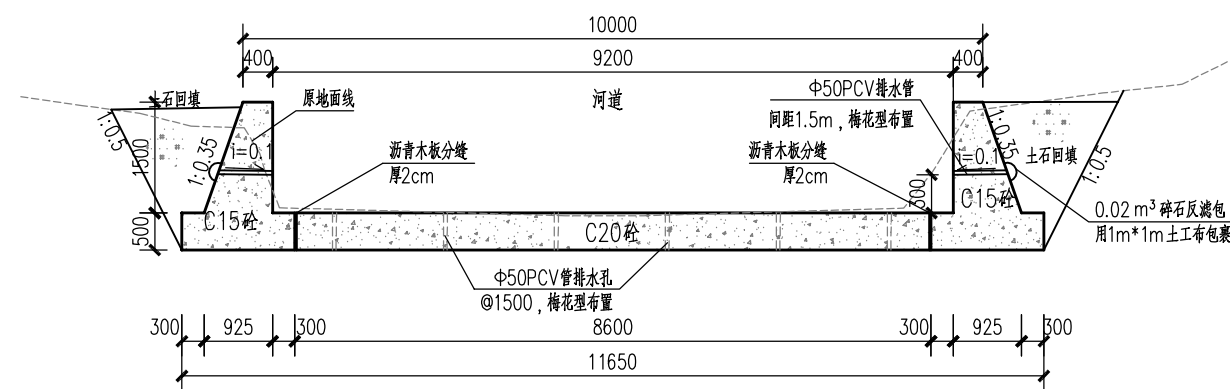 10000
400
9200
400
土石回填
原地面线
河道
Φ50PCV排水管
间距1.5m，梅花型布置
1:0.5
1500
1:0.35
i=0.1
沥青木板分缝
厚2cm
沥青木板分缝
厚2cm
300
i=0.1
1:0.35
土石回填
1:0.5
500
C15砼
C20砼
C15砼
0.02 m³ 碎石反滤包
用1m*1m土工布包裹
Φ50PCV管排水孔
@1500，梅花型布置
300
925
300
8600
300
925
300
11650